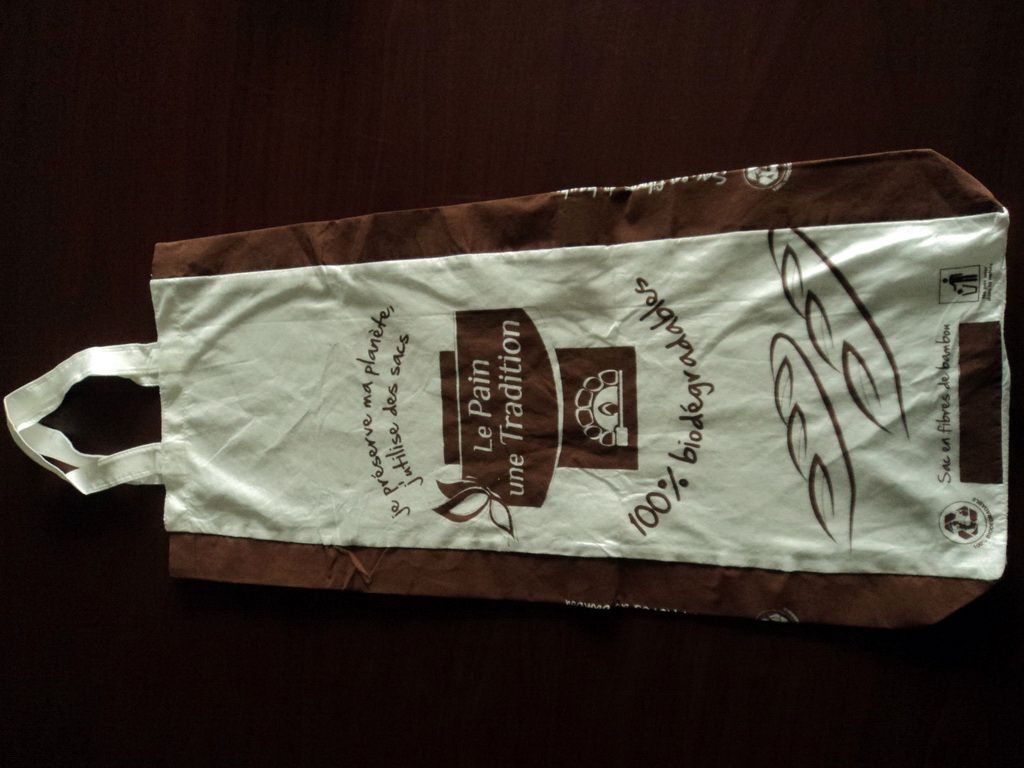 je préserve ma planète,
j'utilise des sacs
Le Pain
une Tradition
100% biodégradables
Sac en fibres de bambou